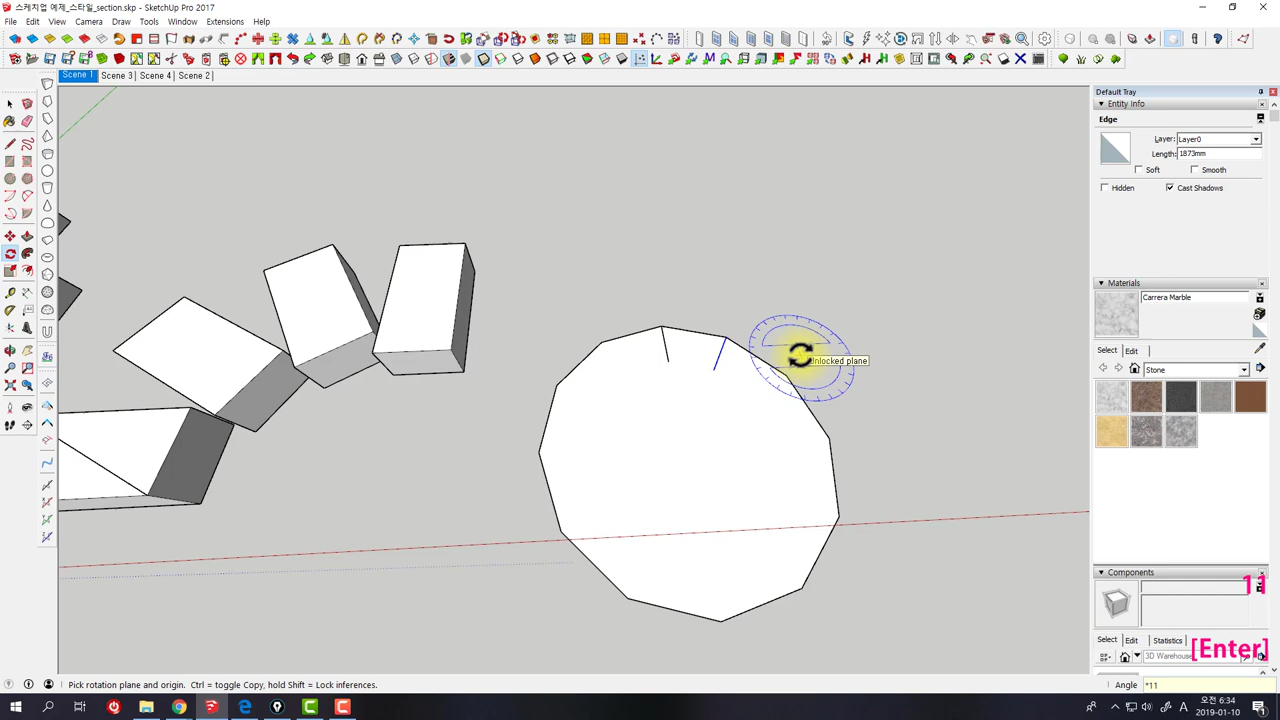 스케치업 예제_스타일_section.skp - SketchUp Pro 2017
File Edit View Camera Draw Tools Window Extensions Help
Scene 1 Scene 3 Scene 4 Scene 2
Default Tray
Entity Info
Edge
Layer: Layer0
Length: 1873mm
Soft Smooth
Hidden Cast Shadows
Materials
Carrera Marble
Select Edit
Stone
Unlocked plane
Components
11
Select Edit Statistics
3D Warehouse
[Enter]
Pick rotation plane and origin. Ctrl = toggle Copy, hold Shift = Lock inferences.
Angle *11
A 오전 6:34
2019-01-10